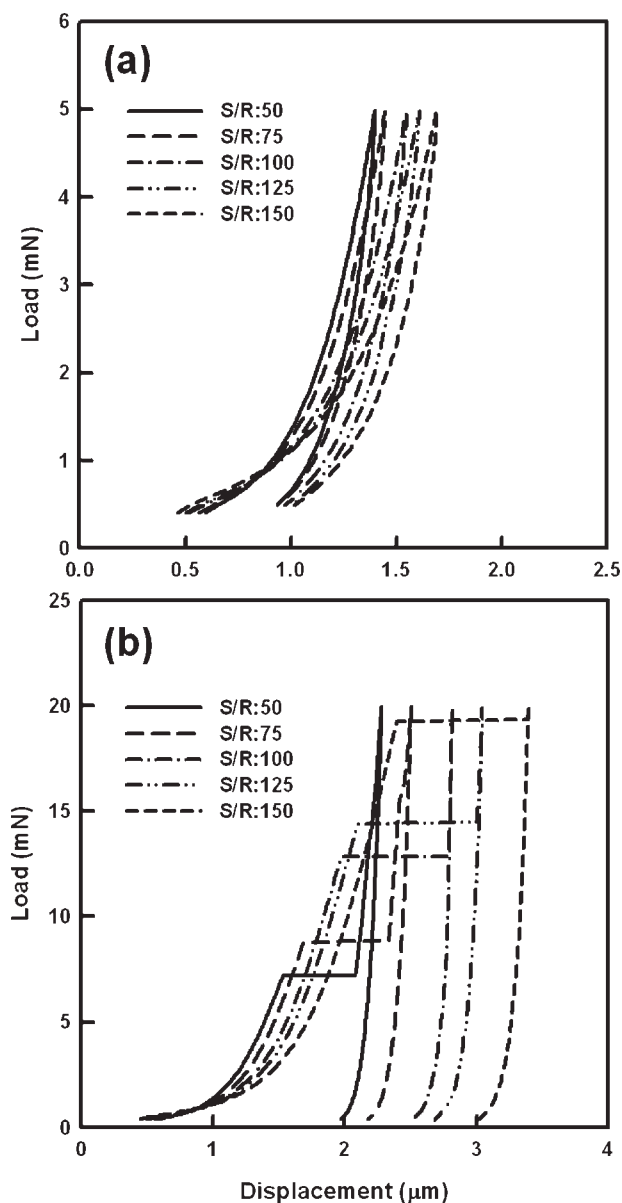 (a)
6
5
4
3
2
1
0
Load (mN)
S/R:50
S/R:75
S/R:100
S/R:125
S/R:150
0.0 0.5 1.0 1.5 2.0 2.5
(b)
25
20
15
10
5
0
Load (mN)
S/R:50
S/R:75
S/R:100
S/R:125
S/R:150
0 1 2 3 4
Displacement (μm)